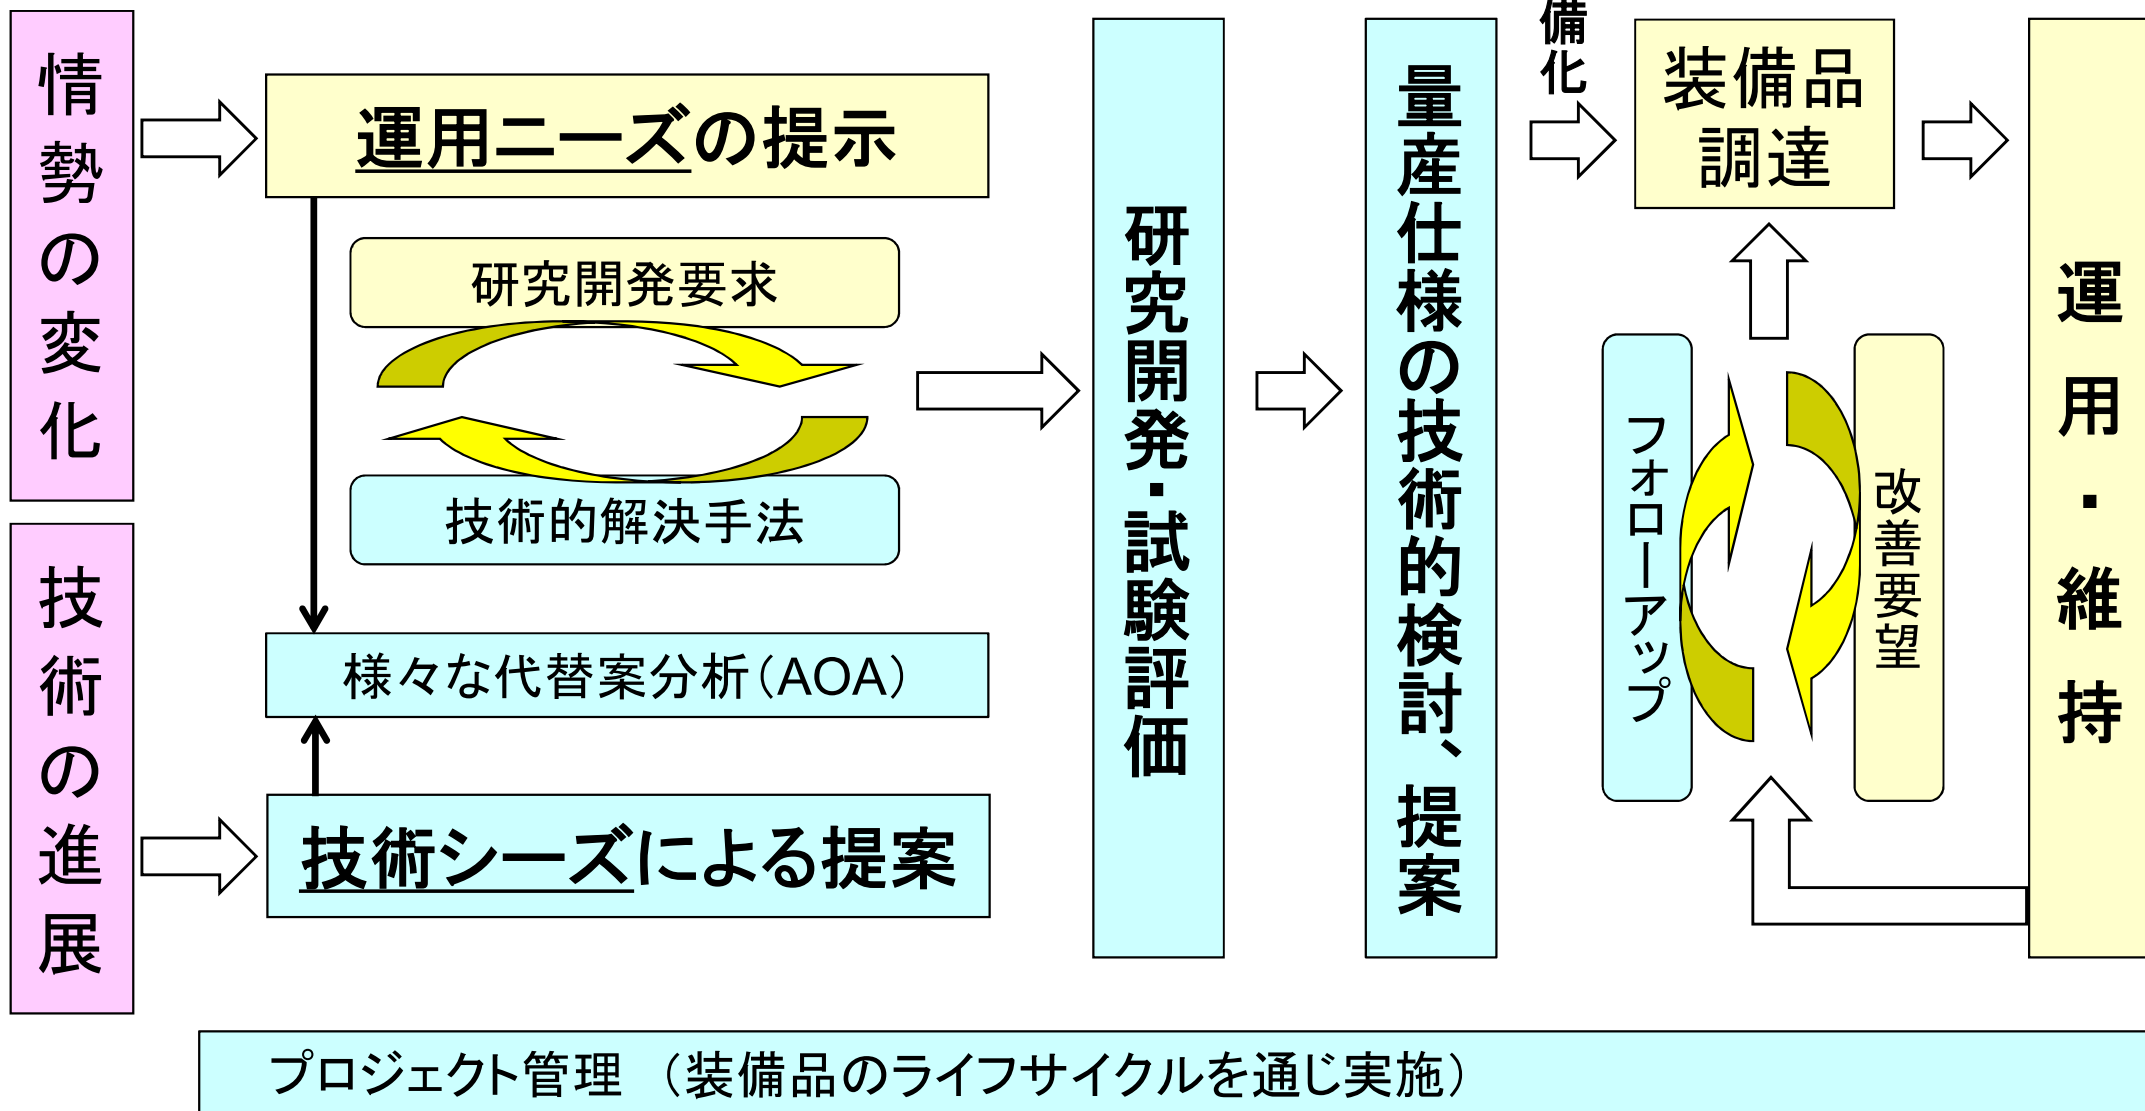 情勢の変化
運用ニーズの提示
研究開発要求
技術的解決手法
様々な代替案分析（AOA）
技術の進展
技術シーズによる提案
研究開発・試験評価
量産仕様の技術的検討、提案
備化
装備品
調達
フォローアップ
改善要望
運用・維持
プロジェクト管理 （装備品のライフサイクルを通じ実施）